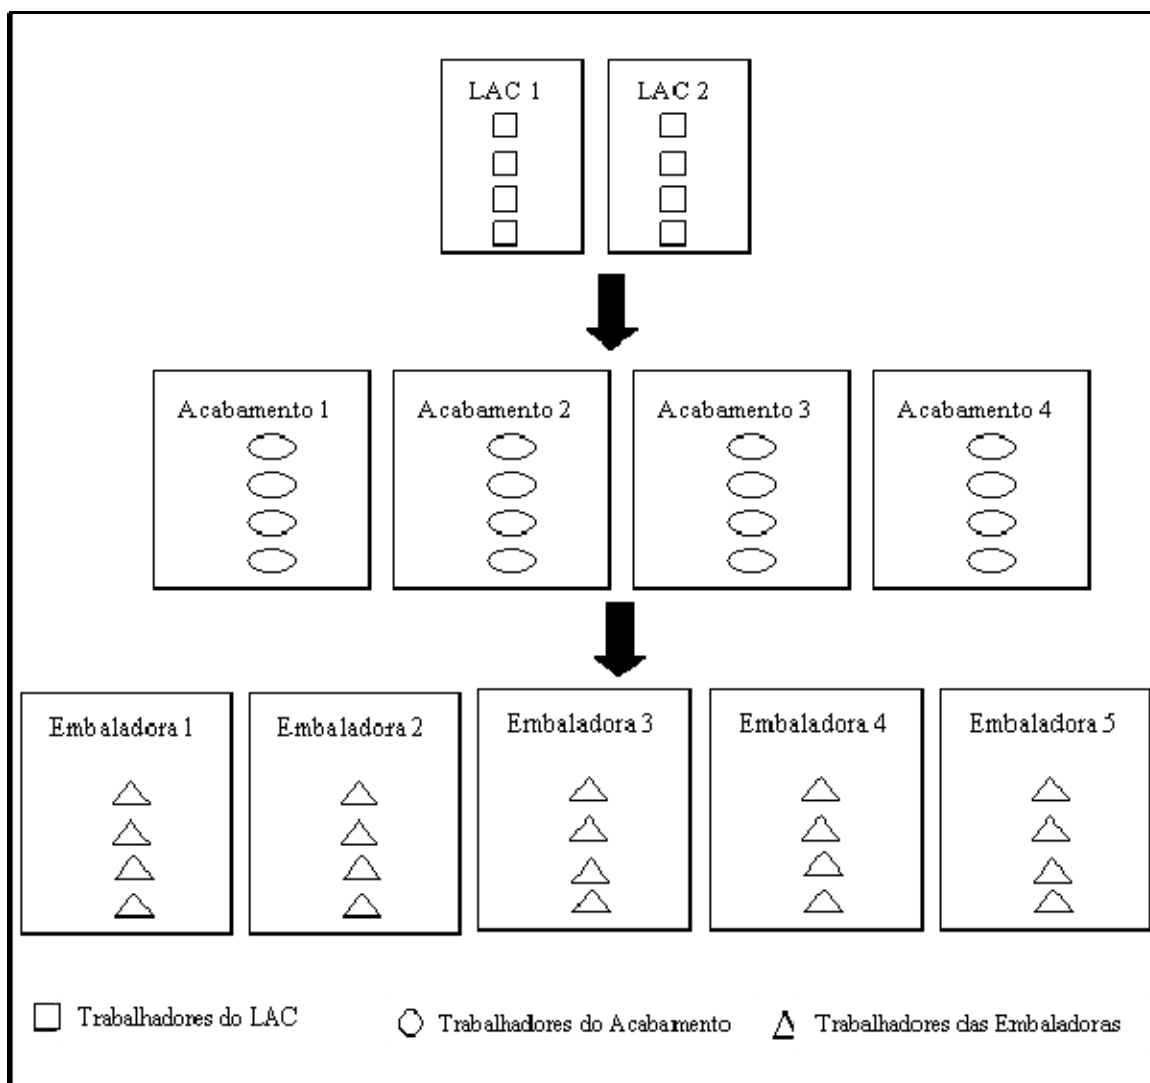 LAC 1
LAC 2
Acabamento 1
Acabamento 2
Acabamento 3
Acabamento 4
Embaladora 1
Embaladora 2
Embaladora 3
Embaladora 4
Embaladora 5
Trabalhadores do LAC
Trabalhadores do Acabamento
Trabalhadores das Embaladoras